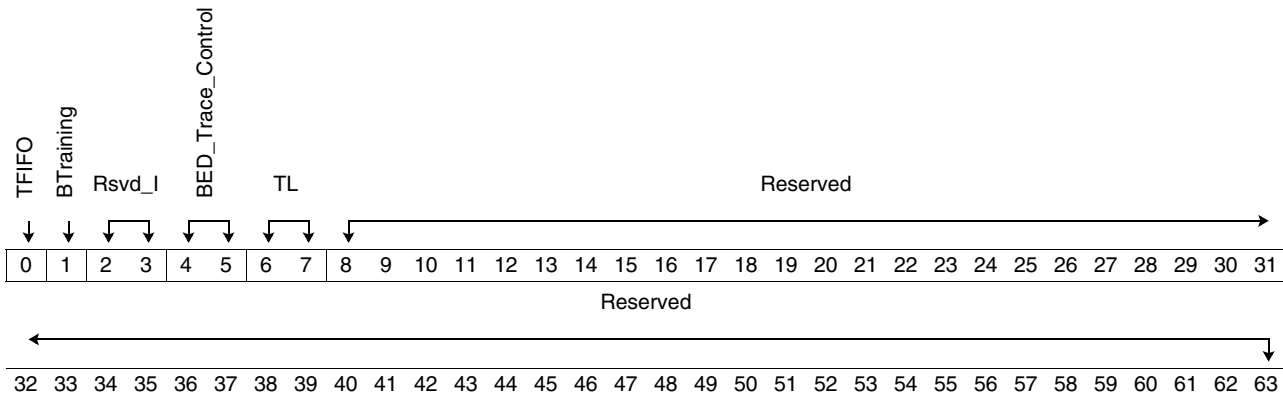 TFIFO
BTraining
Rsvd_I
BED_Trace_Control
TL
Reserved
0 1 2 3 4 5 6 7 8 9 10 11 12 13 14 15 16 17 18 19 20 21 22 23 24 25 26 27 28 29 30 31
Reserved
32 33 34 35 36 37 38 39 40 41 42 43 44 45 46 47 48 49 50 51 52 53 54 55 56 57 58 59 60 61 62 63